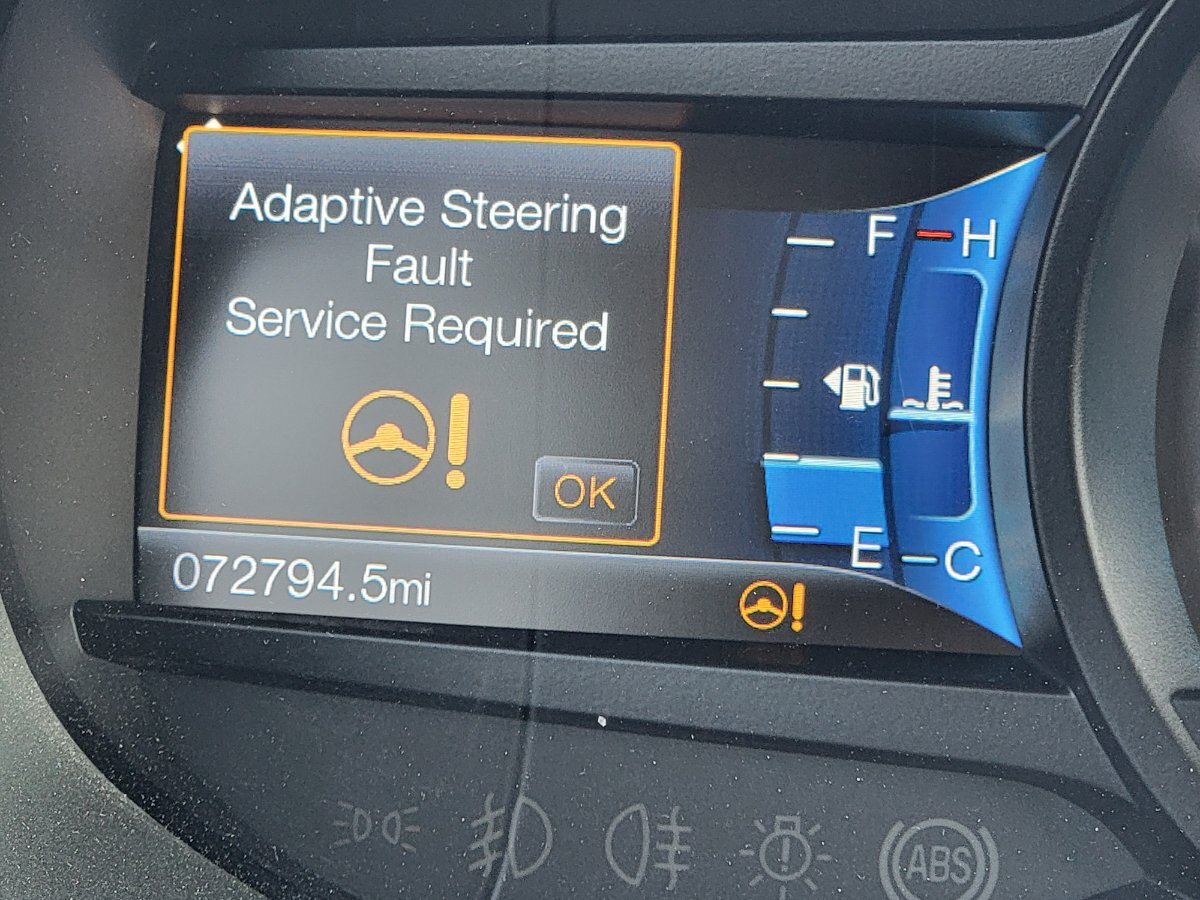 Adaptive Steering
Fault
Service Required
OK
F
H
E
C
072794.5mi
ABS